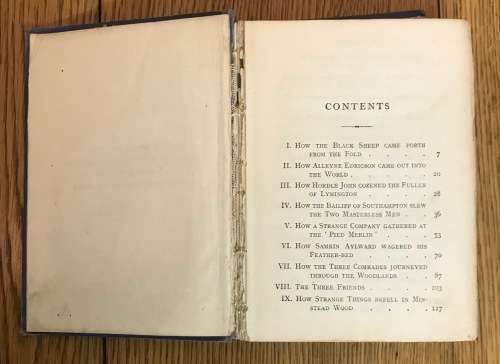 CONTENTS
I. HOW THE BLACK SHEEP CAME FORTH
FROM THE FOLD . . . . 7
II. HOW ALLEYNE EDRICSON CAME OUT INTO
THE WORLD . . . . . 20
III. HOW HORDLE JOHN COZENED THE FULLER
OF LYMINGTON . . . . 28
IV. HOW THE BAILIFF OF SOUTHAMPTON SLEW
THE TWO MASTERLESS MEN . . 36
V. HOW A STRANGE COMPANY GATHERED AT
THE 'PIED MERLIN' . . . . 53
VI. HOW SAMKIN AYLWARD WAGERED HIS
FEATHER-BED . . . . 70
VII. HOW THE THREE COMRADES JOURNEYED
THROUGH THE WOODLANDS . . 87
VIII. THE THREE FRIENDS . . . . 103
IX. HOW STRANGE THINGS BEFELL IN MIN-
STEAD WOOD . . . . . 127